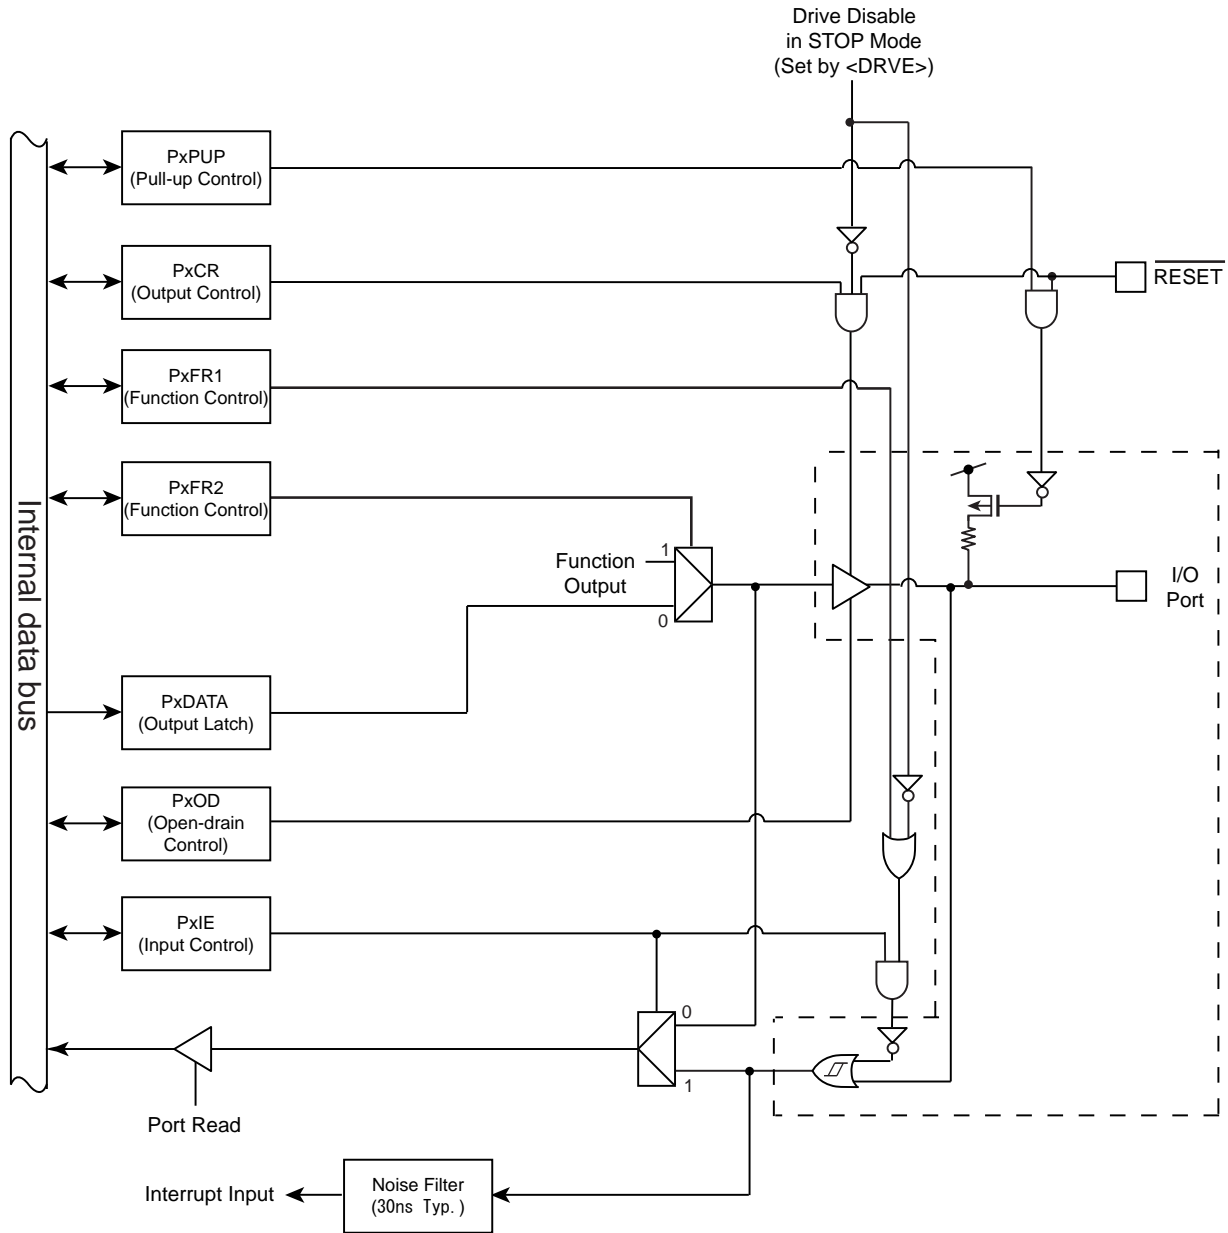 Drive Disable
in STOP Mode
(Set by <DRVE>)
PxPUP
(Pull-up Control)
PxCR
(Output Control)
RESET
PxFR1
(Function Control)
PxFR2
(Function Control)
Internal data bus
1
Function
Output
0
I/O
Port
PxDATA
(Output Latch)
PxOD
(Open-drain
Control)
PxIE
(Input Control)
0
1
Port Read
Interrupt Input
Noise Filter
(30ns Typ.)